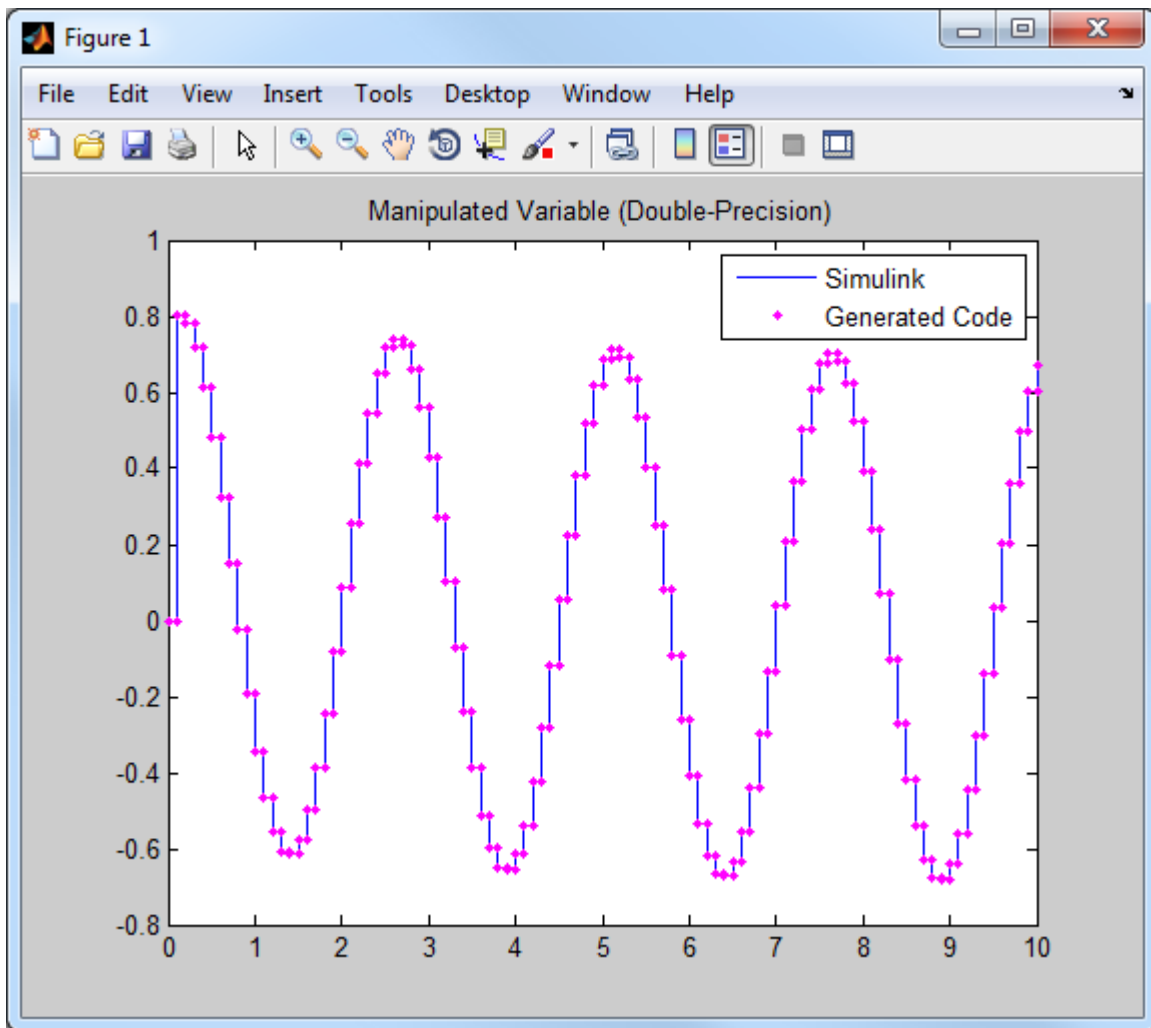 Figure 1
File Edit View Insert Tools Desktop Window Help
Manipulated Variable (Double-Precision)
Simulink
Generated Code
1
0.8
0.6
0.4
0.2
0
-0.2
-0.4
-0.6
-0.8
0 1 2 3 4 5 6 7 8 9 10